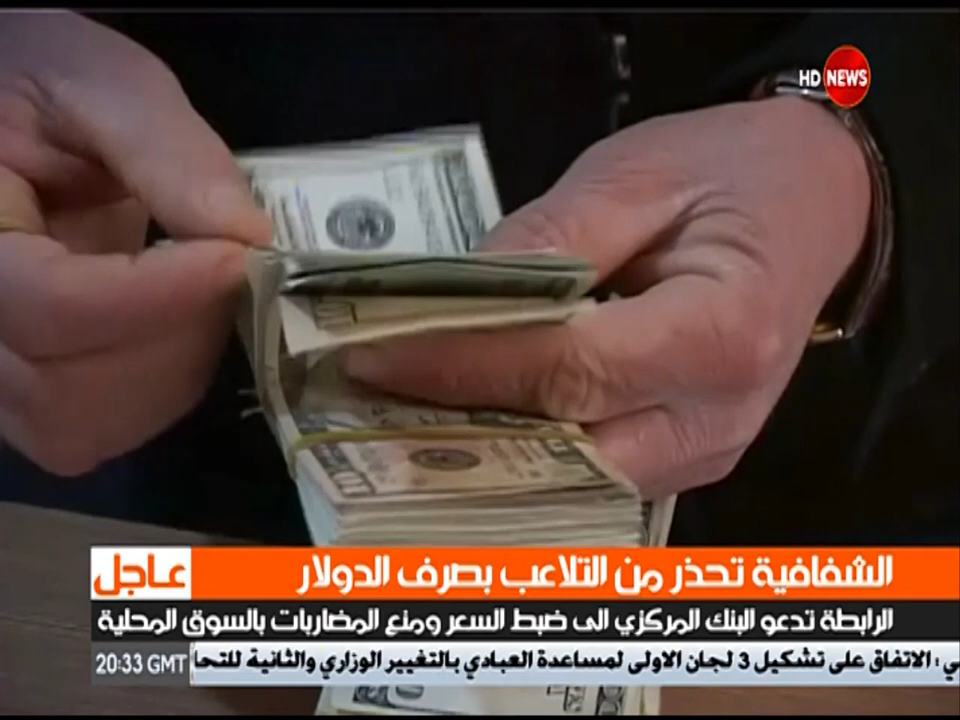 HD NEWS
الشفافية تحذر من التلاعب بصرف الدولار
عاجل
الرابطة تدعو البنك المركزي الى ضبط السعر ومنع المضاربات بالسوق المحلية
20:33 GMT
ي : الاتفاق على تشكيل 3 لجان الاولى لمساعدة العبادي بالتغيير الوزاري والثانية للتحا
100